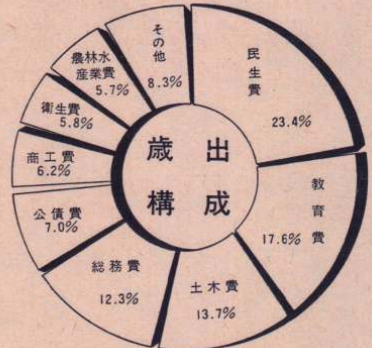 歳出
構成
民生費
23.4%
教育費
17.6%
土木費
13.7%
総務費
12.3%
公債費
7.0%
商工費
6.2%
衛生費
5.8%
農林水
産業費
5.7%
その他
8.3%